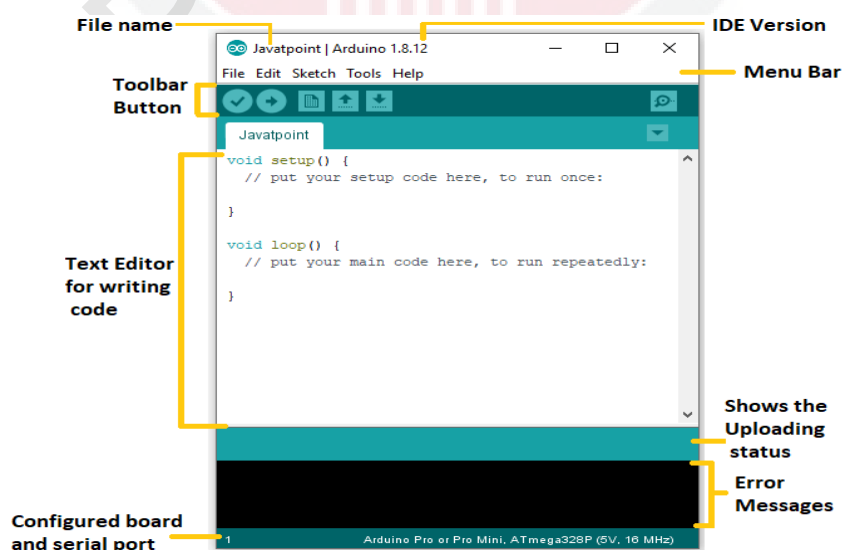 File name
IDE Version
Javatpoint | Arduino 1.8.12
File Edit Sketch Tools Help
Menu Bar
Toolbar
Button
Javatpoint
void setup() {
// put your setup code here, to run once:
}
void loop() {
// put your main code here, to run repeatedly:
}
Text Editor
for writing
code
Shows the
Uploading
status
Error
Messages
Configured board
and serial port
1
Arduino Pro or Pro Mini, ATmega328P (5V, 16 MHz)